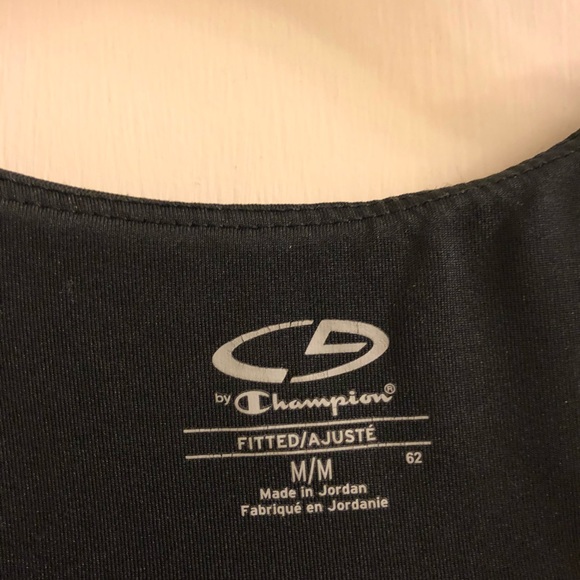 C9
by Champion®
FITTED/AJUSTÉ
M/M 62
Made in Jordan
Fabriqué en Jordanie